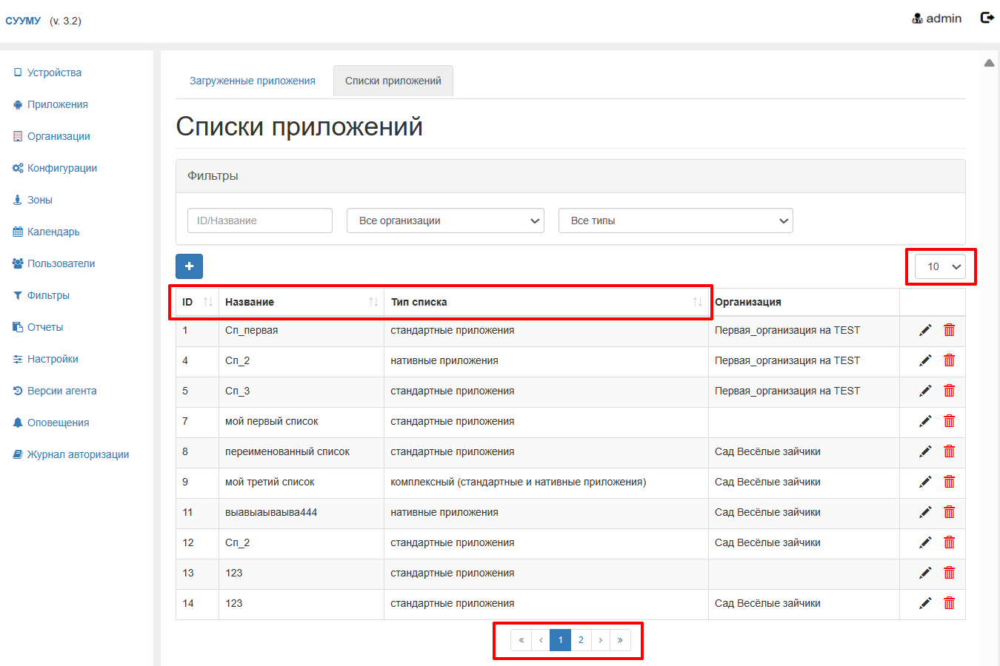 СУУМУ (v. 3.2)
admin
Устройства
Приложения
Организации
Конфигурации
Зоны
Календарь
Пользователи
Фильтры
Отчеты
Настройки
Версии агента
Оповещения
Журнал авторизации
Загруженные приложения Списки приложений
Списки приложений
Фильтры
ID/Название Все организации Все типы
+ 10
ID Название Тип списка Организация
1 Сп_первая стандартные приложения Первая_организация на TEST
4 Сп_2 нативные приложения Первая_организация на TEST
5 Сп_3 стандартные приложения Первая_организация на TEST
7 мой первый список стандартные приложения
8 переименованный список стандартные приложения Сад Весёлые зайчики
9 мой третий список комплексный (стандартные и нативные приложения) Сад Весёлые зайчики
11 выавыаываыва444 нативные приложения Сад Весёлые зайчики
12 Сп_2 стандартные приложения Сад Весёлые зайчики
13 123 стандартные приложения
14 123 стандартные приложения Сад Весёлые зайчики
« ‹ 1 2 › »